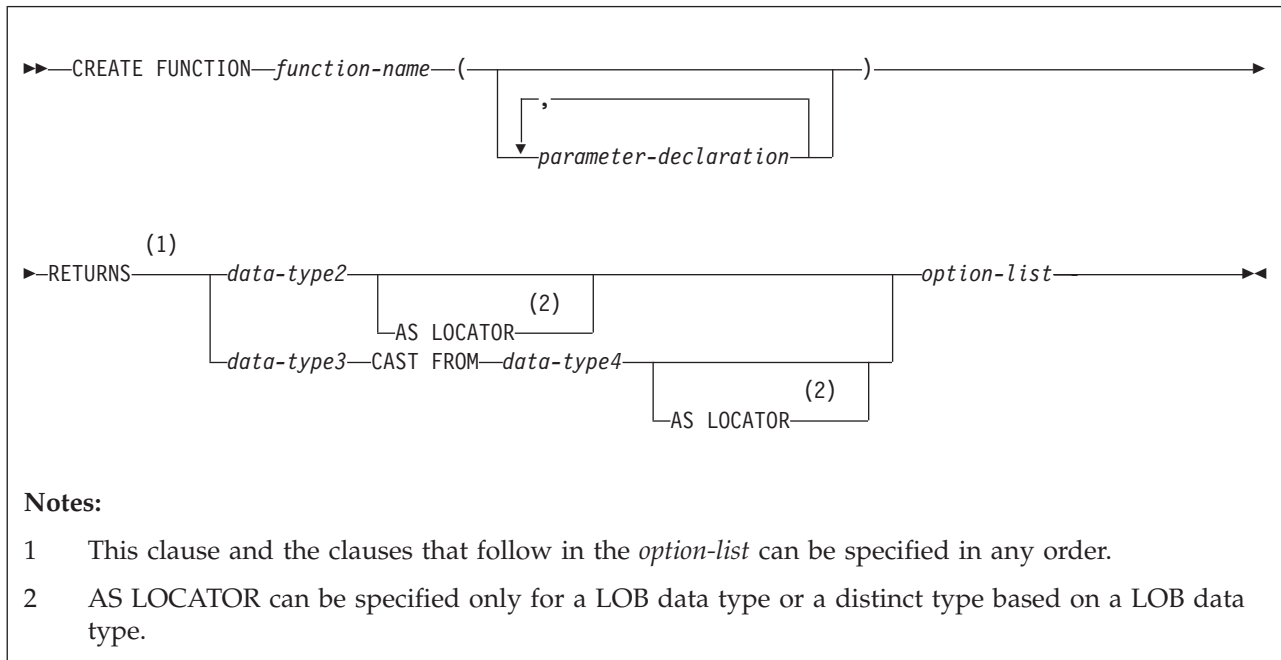 CREATE FUNCTION function-name ( )
,
parameter-declaration
(1)
RETURNS data-type2 option-list
(2)
AS LOCATOR
data-type3 CAST FROM data-type4
(2)
AS LOCATOR
Notes:
1 This clause and the clauses that follow in the option-list can be specified in any order.
2 AS LOCATOR can be specified only for a LOB data type or a distinct type based on a LOB data
type.